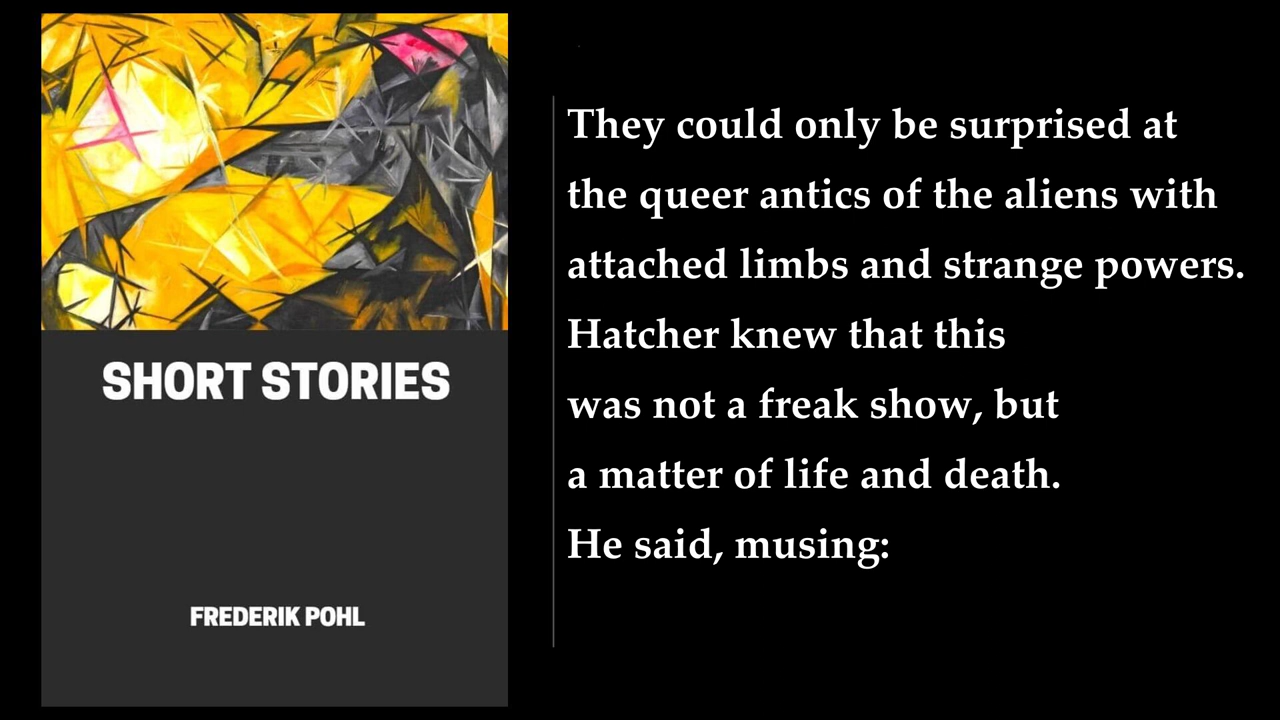 SHORT STORIES
FREDERIK POHL
They could only be surprised at
the queer antics of the aliens with
attached limbs and strange powers.
Hatcher knew that this
was not a freak show, but
a matter of life and death.
He said, musing: